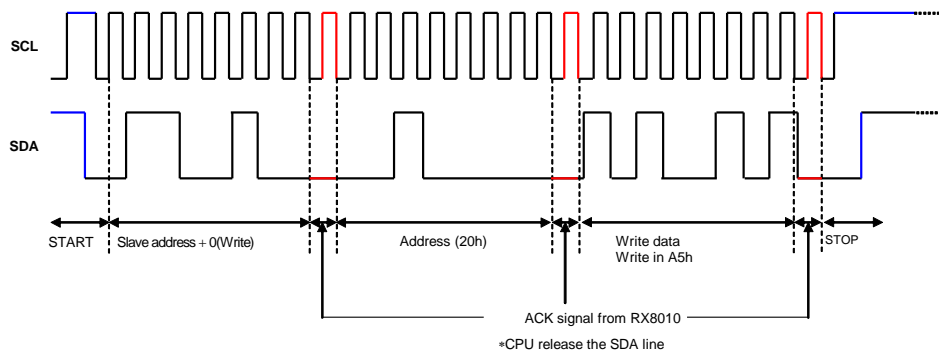 SCL
SDA
START
Slave address + 0(Write)
Address (20h)
Write data
Write in A5h
STOP
ACK signal from RX8010
*CPU release the SDA line